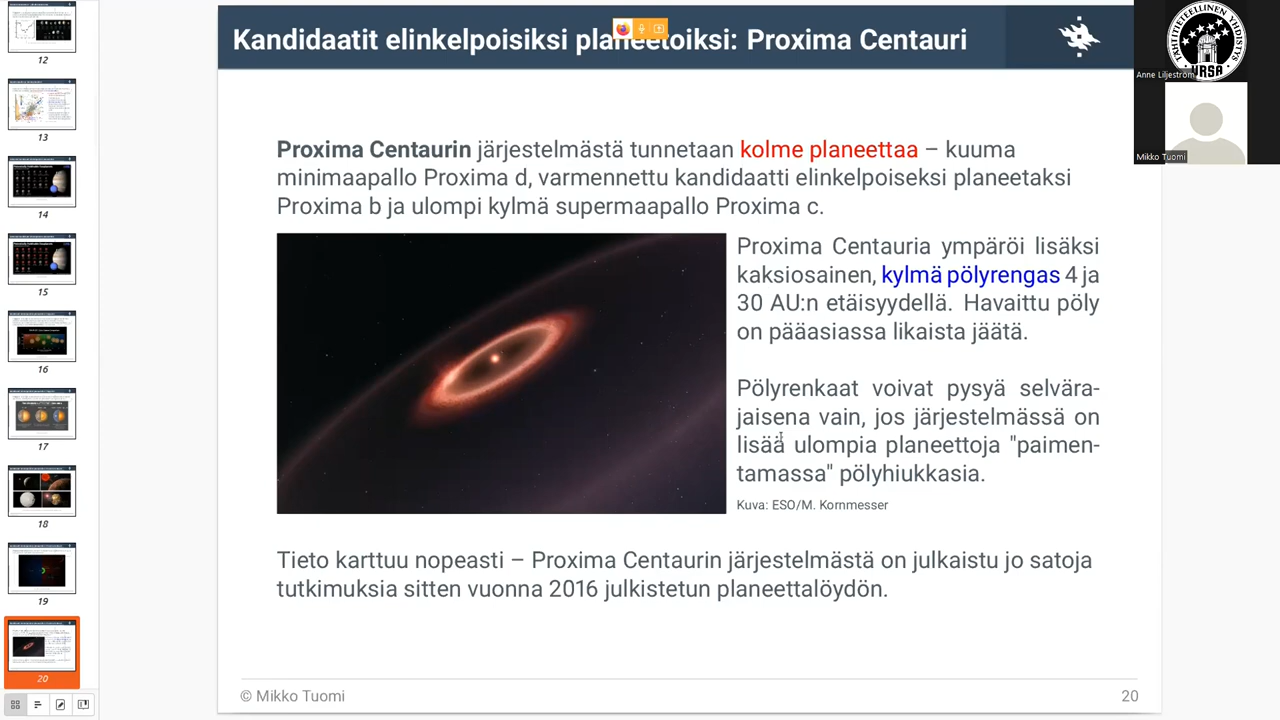 Kandidaatit elinkelpoisiksi planeetoiksi: Proxima Centauri
Proxima Centaurin järjestelmästä tunnetaan kolme planeettaa – kuuma
minimaapallo Proxima d, varmennettu kandidaatti elinkelpoiseksi planeetaksi
Proxima b ja ulompi kylmä supermaapallo Proxima c.
Proxima Centauria ympäröi lisäksi
kaksiosainen, kylmä pölyrengas 4 ja
30 AU:n etäisyydellä. Havaittu pöly
on pääasiassa likaista jäätä.
Pölyrenkaat voivat pysyä selvära-
jaisena vain, jos järjestelmässä on
lisää ulompia planeettoja "paimen-
tamassa" pölyhiukkasia.
Kuva: ESO/M. Kornmesser
Tieto karttuu nopeasti – Proxima Centaurin järjestelmästä on julkaistu jo satoja
tutkimuksia sitten vuonna 2016 julkistetun planeettalöydön.
© Mikko Tuomi
20
12
13
14
15
16
17
18
19
20
URSA
Anne Liljeström
Mikko Tuomi